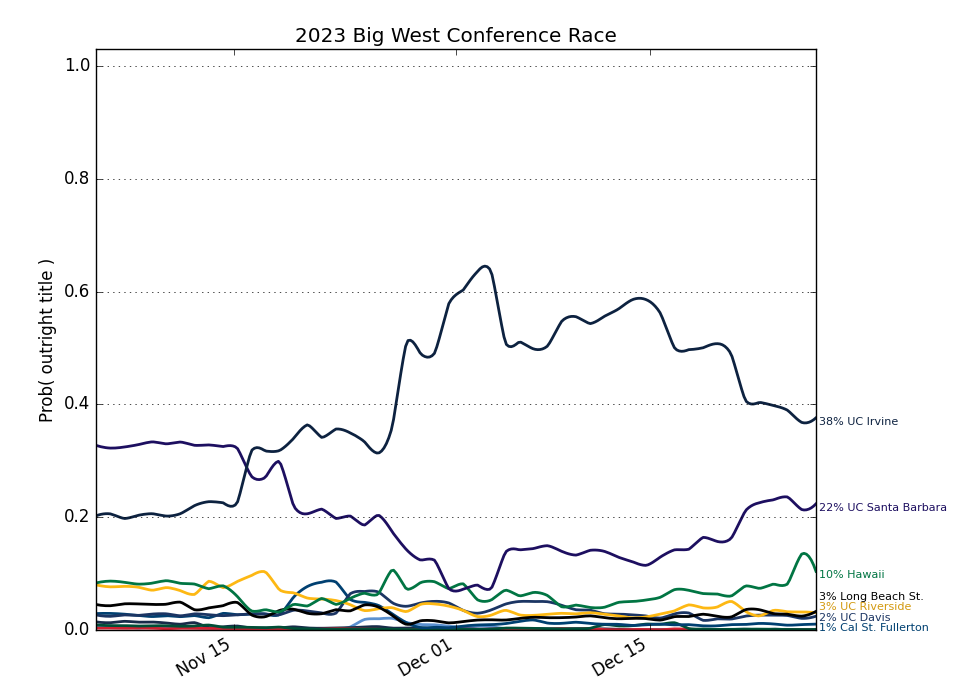 2023 Big West Conference Race
Prob( outright title )
1.0
0.8
0.6
0.4
0.2
0.0
Nov 15
Dec 01
Dec 15
38% UC Irvine
22% UC Santa Barbara
10% Hawaii
3% Long Beach St.
3% UC Riverside
2% UC Davis
1% Cal St. Fullerton